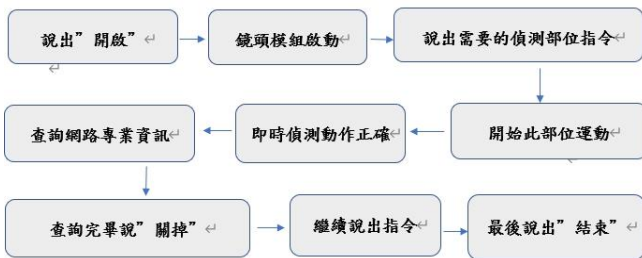 說出”開啟”
鏡頭模組啟動
說出需要的偵測部位指令
開始此部位運動
即時偵測動作正確
查詢網路專業資訊
查詢完畢說”關掉”
繼續說出指令
最後說出”結束”